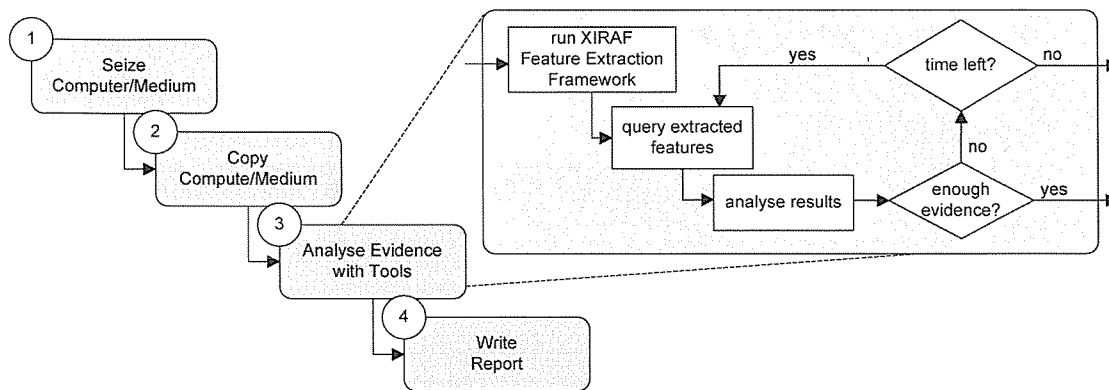 1
Seize
Computer/Medium
2
Copy
Compute/Medium
3
Analyse Evidence
with Tools
4
Write
Report
run XIRAF
Feature Extraction
Framework
query extracted
features
analyse results
enough
evidence?
yes
no
time left?
no
yes